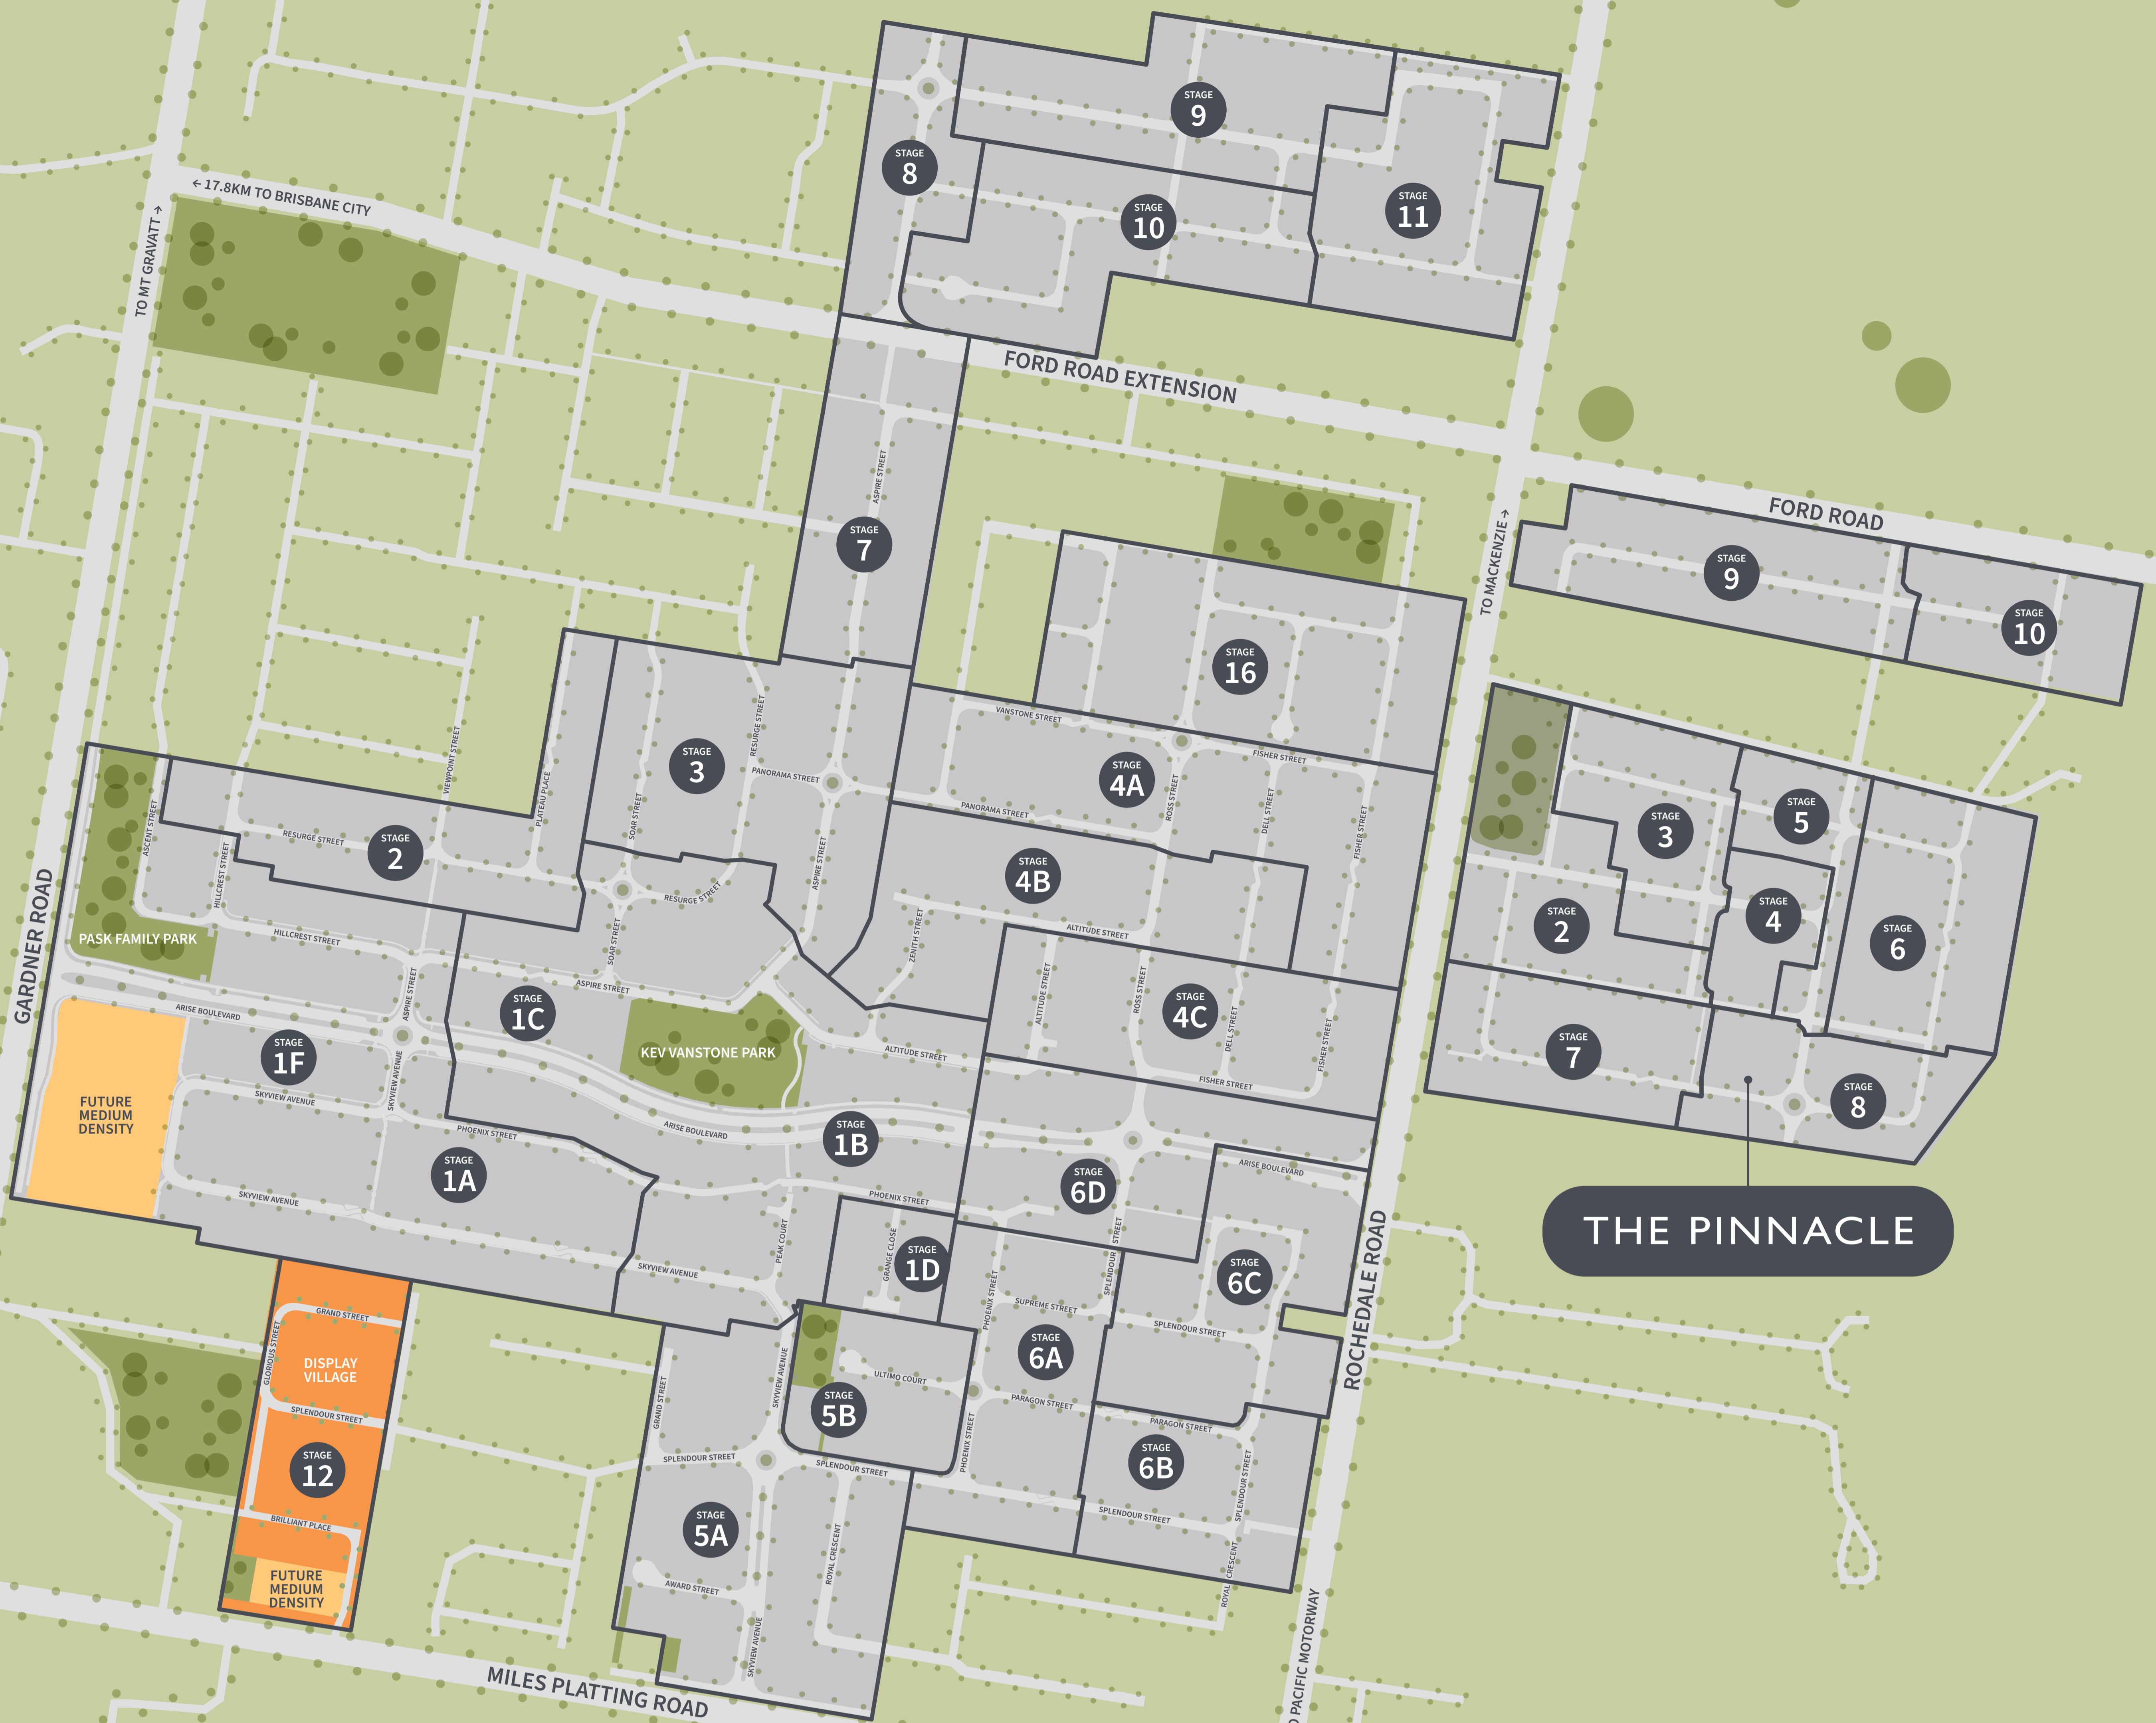 STAGE
9
STAGE
8
STAGE
10
STAGE
11
← 17.8KM TO BRISBANE CITY
TO MT GRAVATT →
FORD ROAD EXTENSION
ASPIRE STREET
STAGE
7
TO MACKENZIE →
FORD ROAD
STAGE
9
STAGE
10
STAGE
16
VANSTONE STREET
FISHER STREET
RESURGE STREET
VIEWPOINT STREET
PLATEAU PLACE
SOAR STREET
STAGE
3
PANORAMA STREET
STAGE
4A
PANORAMA STREET
ROSS STREET
DELL STREET
FISHER STREET
ASCENT STREET
HILLCREST STREET
RESURGE STREET
STAGE
2
ASPIRE STREET
RESURGE STREET
STAGE
4B
ALTITUDE STREET
ZENITH STREET
STAGE
3
STAGE
5
STAGE
4
STAGE
2
STAGE
6
STAGE
7
STAGE
8
THE PINNACLE
GARDNER ROAD
PASK FAMILY PARK
HILLCREST STREET
SOAR STREET
ASPIRE STREET
ASPIRE STREET
ARISE BOULEVARD
STAGE
1C
STAGE
1F
KEV VANSTONE PARK
ALTITUDE STREET
ALTITUDE STREET
ROSS STREET
STAGE
4C
DELL STREET
FISHER STREET
FISHER STREET
FUTURE
MEDIUM
DENSITY
SKYVIEW AVENUE
SKYVIEW AVENUE
PHOENIX STREET
ARISE BOULEVARD
STAGE
1B
STAGE
1A
SKYVIEW AVENUE
PHOENIX STREET
STAGE
6D
ARISE BOULEVARD
PEAK COURT
SKYVIEW AVENUE
GRANGE CLOSE
STAGE
1D
SPLENDOUR STREET
STAGE
6C
PHOENIX STREET
SUPREME STREET
SPLENDOUR STREET
ROCHEDALE ROAD
GRAND STREET
GLORIOUS STREET
DISPLAY
VILLAGE
SPLENDOUR STREET
STAGE
12
BRILLIANT PLACE
FUTURE
MEDIUM
DENSITY
GRAND STREET
SKYVIEW AVENUE
ULTIMO COURT
STAGE
5B
STAGE
6A
PARAGON STREET
PARAGON STREET
PHOENIX STREET
SPLENDOUR STREET
SPLENDOUR STREET
STAGE
6B
SPLENDOUR STREET
SPLENDOUR STREET
STAGE
5A
ROYAL CRESCENT
AWARD STREET
ROYAL CRESCENT
SKYVIEW AVENUE
MILES PLATTING ROAD
PACIFIC MOTORWAY